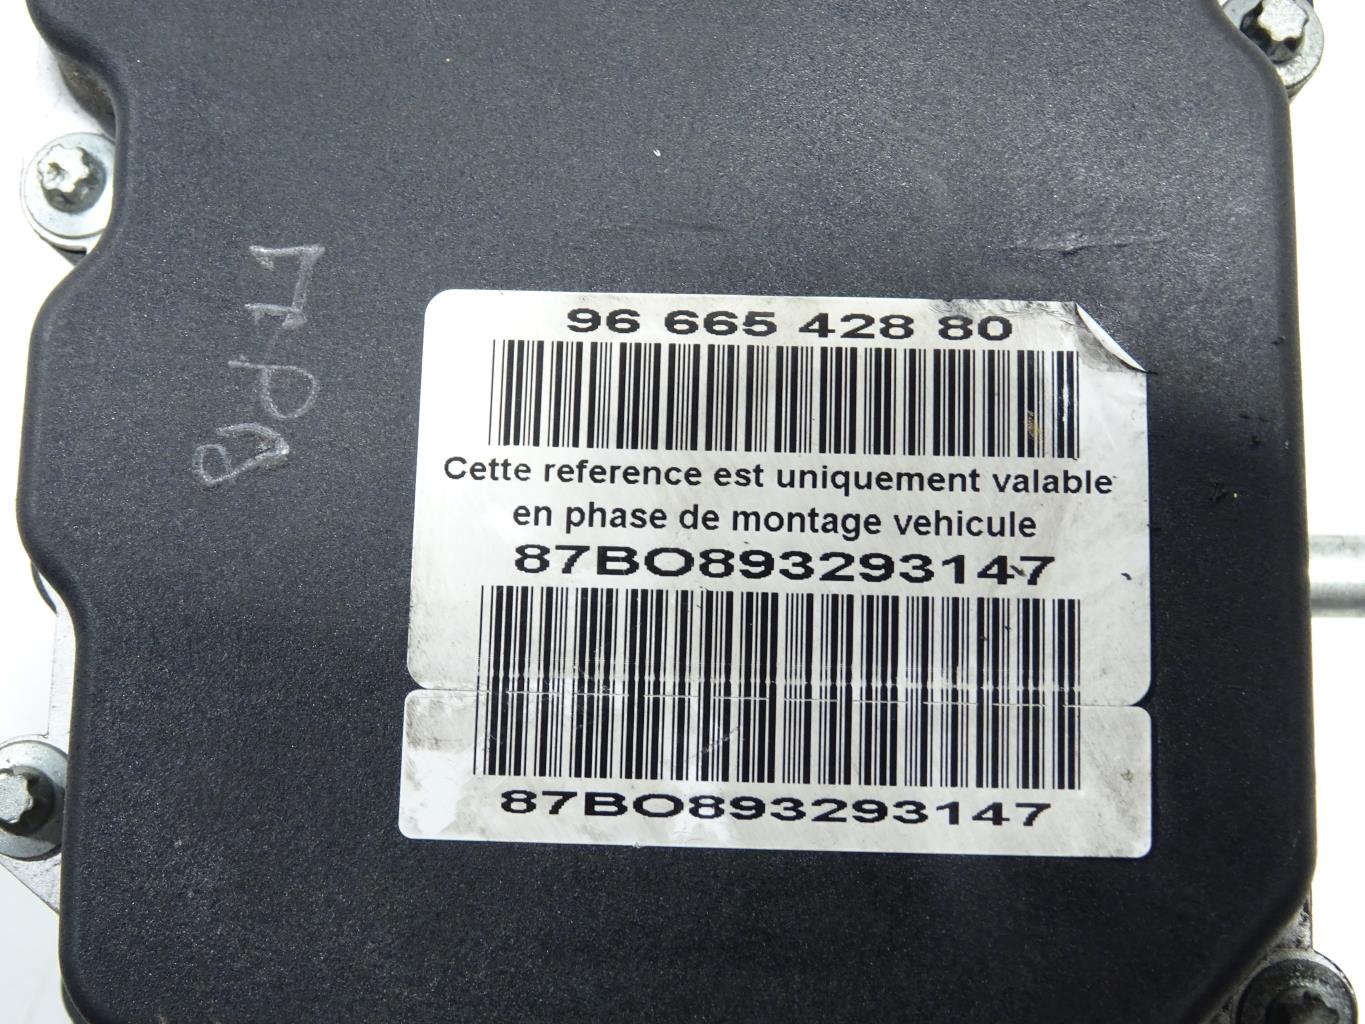 96 665 428 80
Cette reference est uniquement valable
en phase de montage vehicule
87BO893293147
87BO893293147